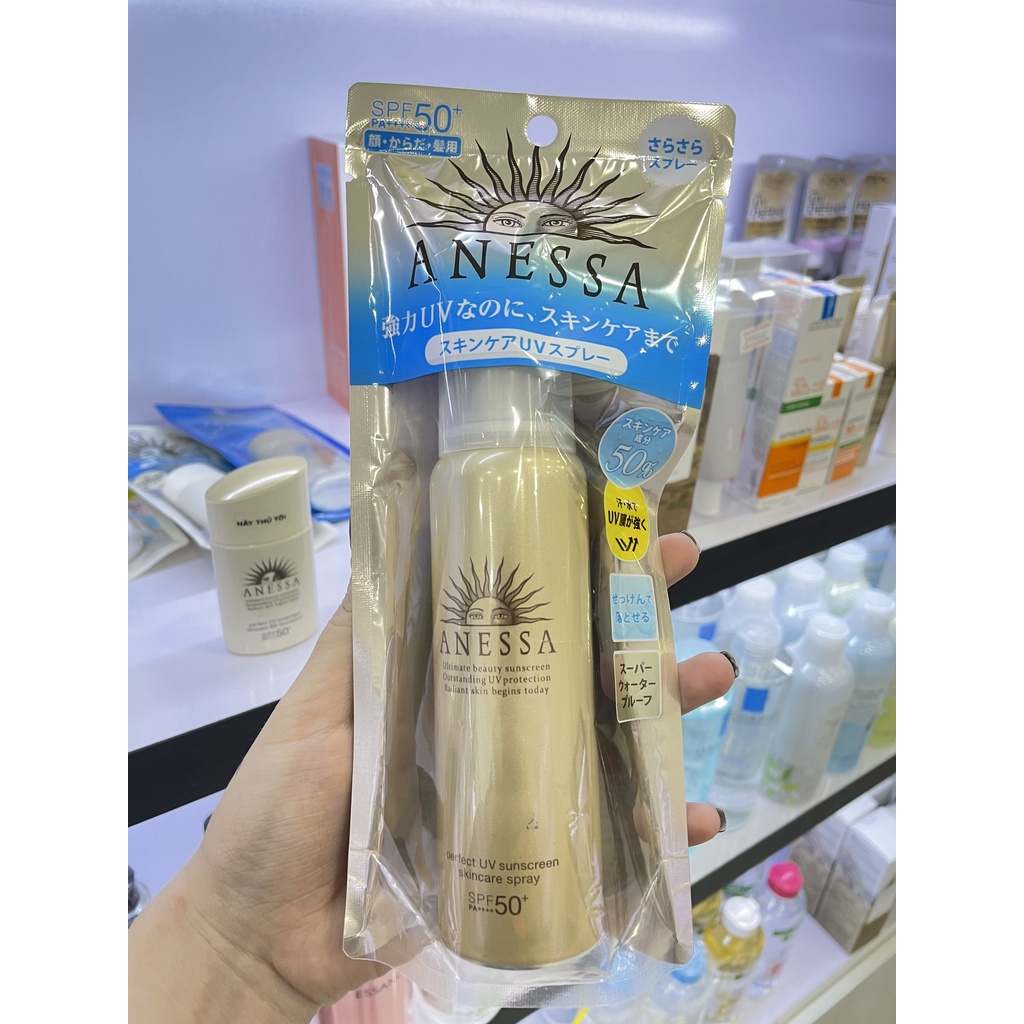 SPF50+
PA++++
顔・からだ・髪用
さらさら
スプレー
ANESSA
強力UVなのに、スキンケアまで
スキンケアUVスプレー
スキンケア
成分
50%
汗・水で
UV膜が強く
せっけんで
落とせる
スーパー
ウォーター
プルーフ
ANESSA
Ultimate beauty sunscreen
Outstanding UV protection
Radiant skin begins today
perfect UV sunscreen
skincare spray
SPF50+
PA++++
HÃY THỬ TÔI
ANESSA
SPF50+